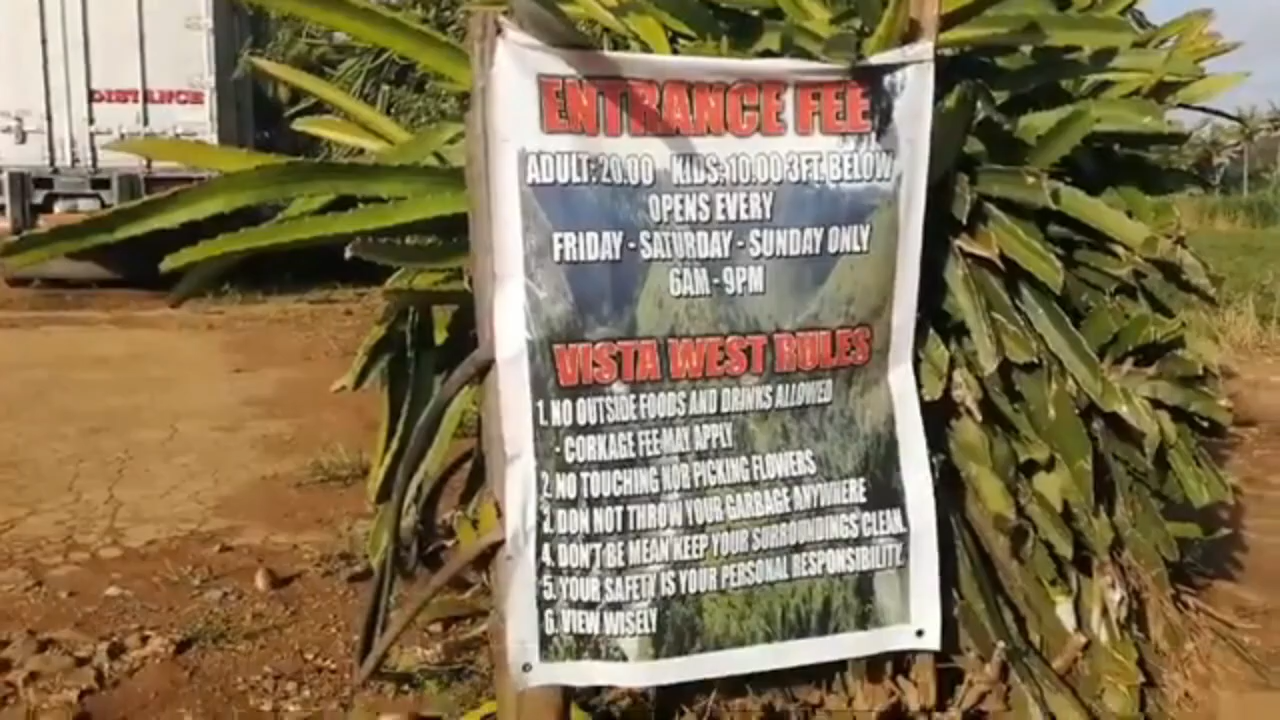 DISTANCE
ENTRANCE FEE
ADULT: 20.00 KIDS: 10.00 3FT. BELOW
OPENS EVERY
FRIDAY - SATURDAY - SUNDAY ONLY
6AM - 9PM
VISTA WEST RULES
1. NO OUTSIDE FOODS AND DRINKS ALLOWED
- CORKAGE FEE MAY APPLY
2. NO TOUCHING NOR PICKING FLOWERS
3. DON NOT THROW YOUR GARBAGE ANYWHERE
4. DON'T BE MEAN KEEP YOUR SURROUNDINGS CLEAN.
5. YOUR SAFETY IS YOUR PERSONAL RESPONSIBILITY.
6. VIEW WISELY